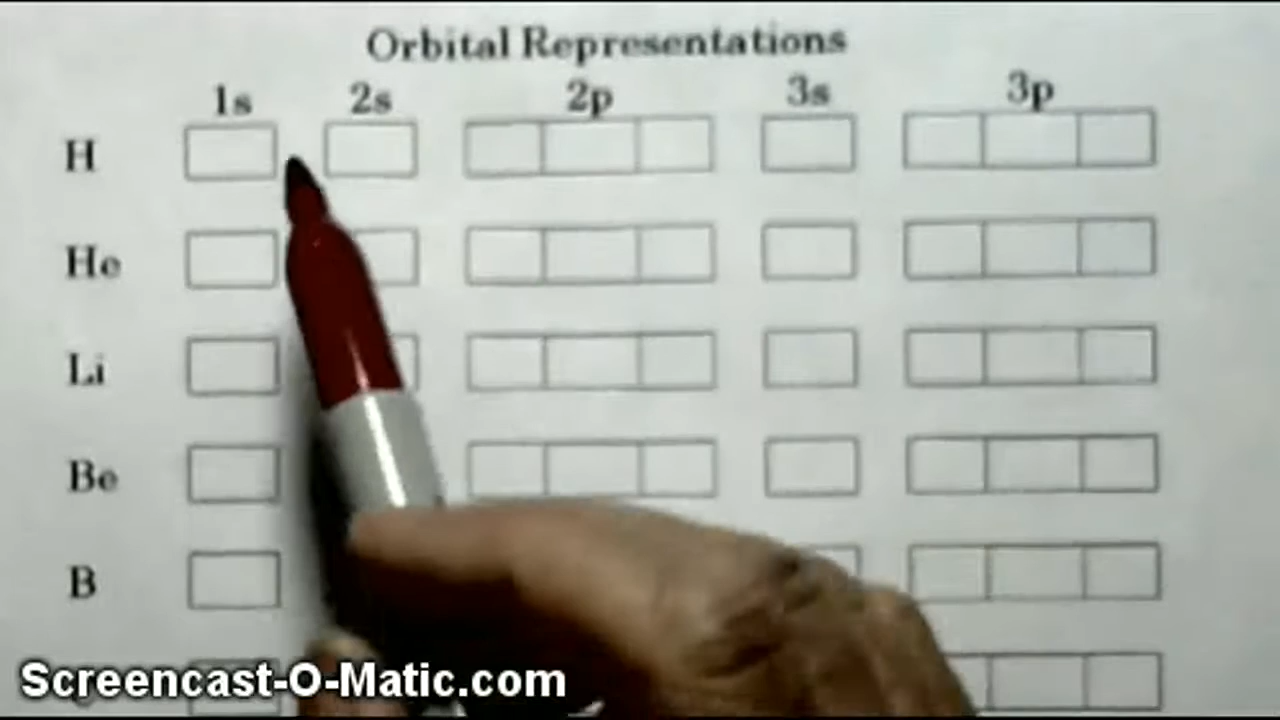 Orbital Representations
1s 2s 2p 3s 3p
H
He
Li
Be
B
Screencast-O-Matic.com